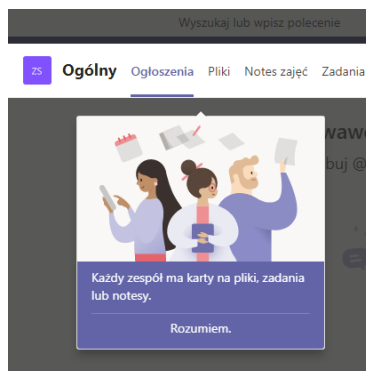 Wyszukaj lub wpisz polecenie
ZS Ogólny Ogłoszenia Pliki Notes zajęć Zadania
buj @
Każdy zespół ma karty na pliki, zadania
lub notesy.
Rozumiem.